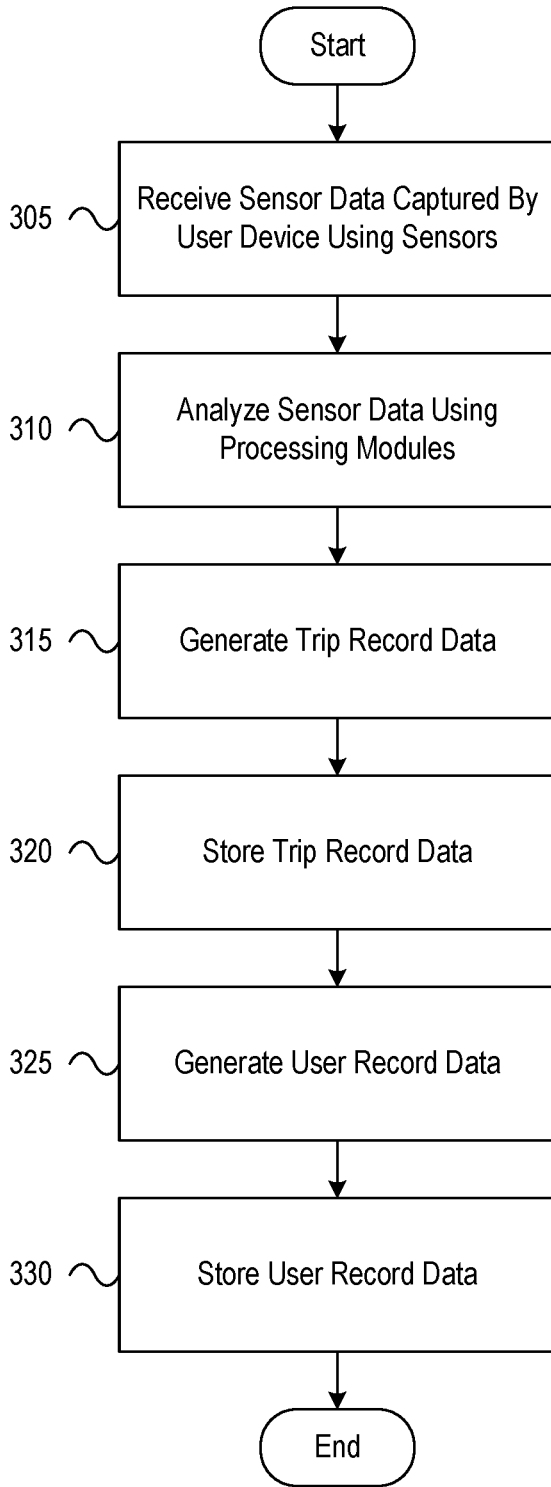 Start
305
Receive Sensor Data Captured By
User Device Using Sensors
310
Analyze Sensor Data Using
Processing Modules
315
Generate Trip Record Data
320
Store Trip Record Data
325
Generate User Record Data
330
Store User Record Data
End